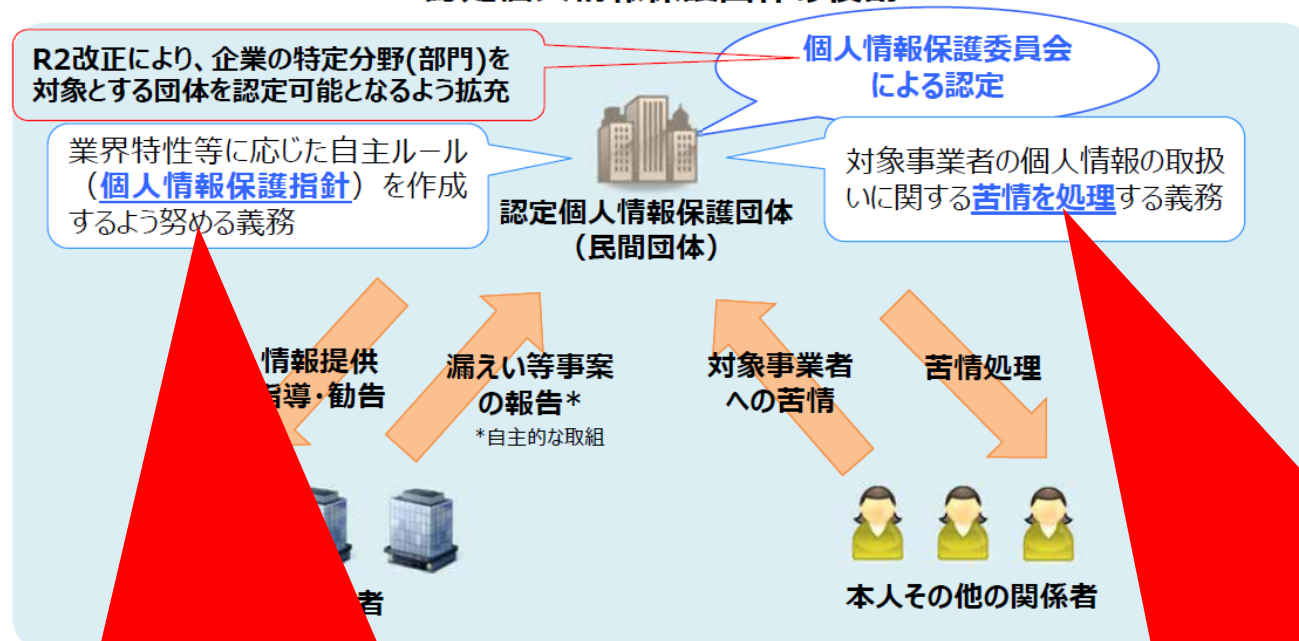 R2改正により、企業の特定分野(部門)を
対象とする団体を認定可能となるよう拡充
個人情報保護委員会
による認定
業界特性等に応じた自主ルール
（個人情報保護指針）を作成
するよう努める義務
対象事業者の個人情報の取扱
いに関する苦情を処理する義務
認定個人情報保護団体
（民間団体）
情報提供
指導・勧告
漏えい等事案
の報告*
*自主的な取組
対象事業者
への苦情
苦情処理
者
本人その他の関係者